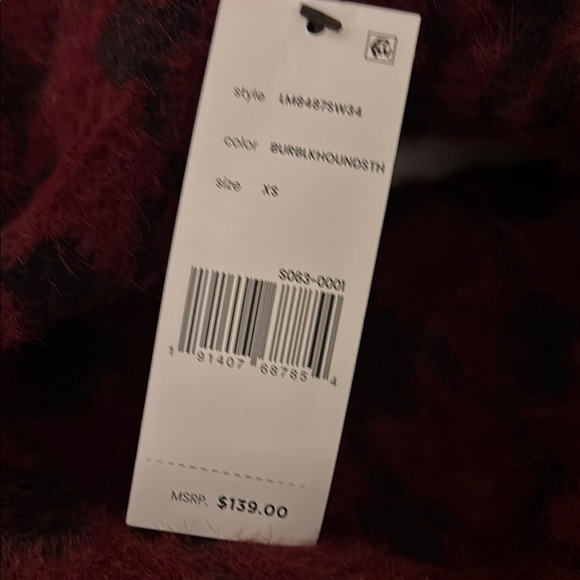 style LM8487SW34
color BURBLKHOUNDSTH
size XS
S063-0001
1 91407 68785 4
MSRP. $139.00